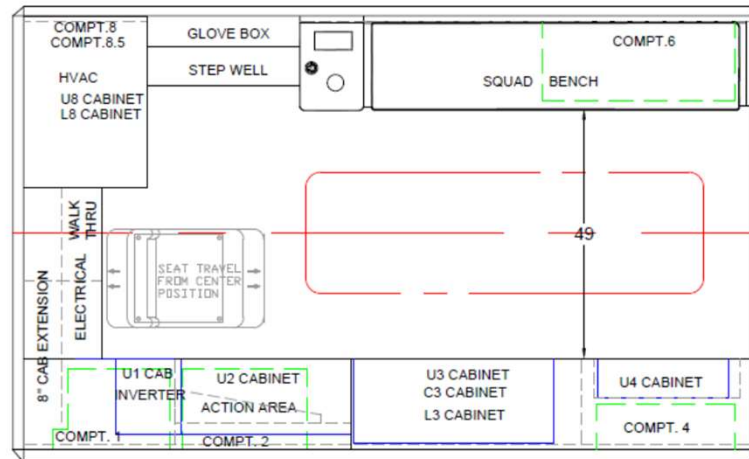 COMPT.8
COMPT.8.5
HVAC
U8 CABINET
L8 CABINET
GLOVE BOX
STEP WELL
COMPT.6
SQUAD BENCH
49
WALK
THRU
ELECTRICAL
8" CAB EXTENSION
SEAT TRAVEL
FROM CENTER
POSITION
U1 CAB
INVERTER
U2 CABINET
ACTION AREA
COMPT. 1
COMPT. 2
U3 CABINET
C3 CABINET
L3 CABINET
U4 CABINET
COMPT. 4